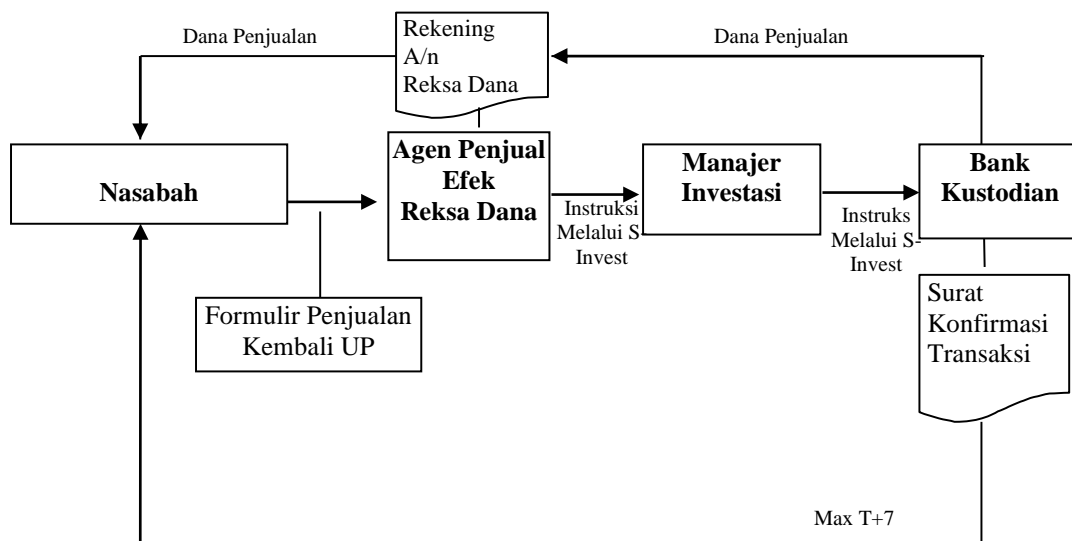 Dana Penjualan
Rekening
A/n
Reksa Dana
Dana Penjualan
Nasabah
Agen Penjual
Efek
Reksa Dana
Manajer
Investasi
Bank
Kustodian
Instruksi
Melalui S-
Invest
Instruks
Melalui S-
Invest
Formulir Penjualan
Kembali UP
Surat
Konfirmasi
Transaksi
Max T+7